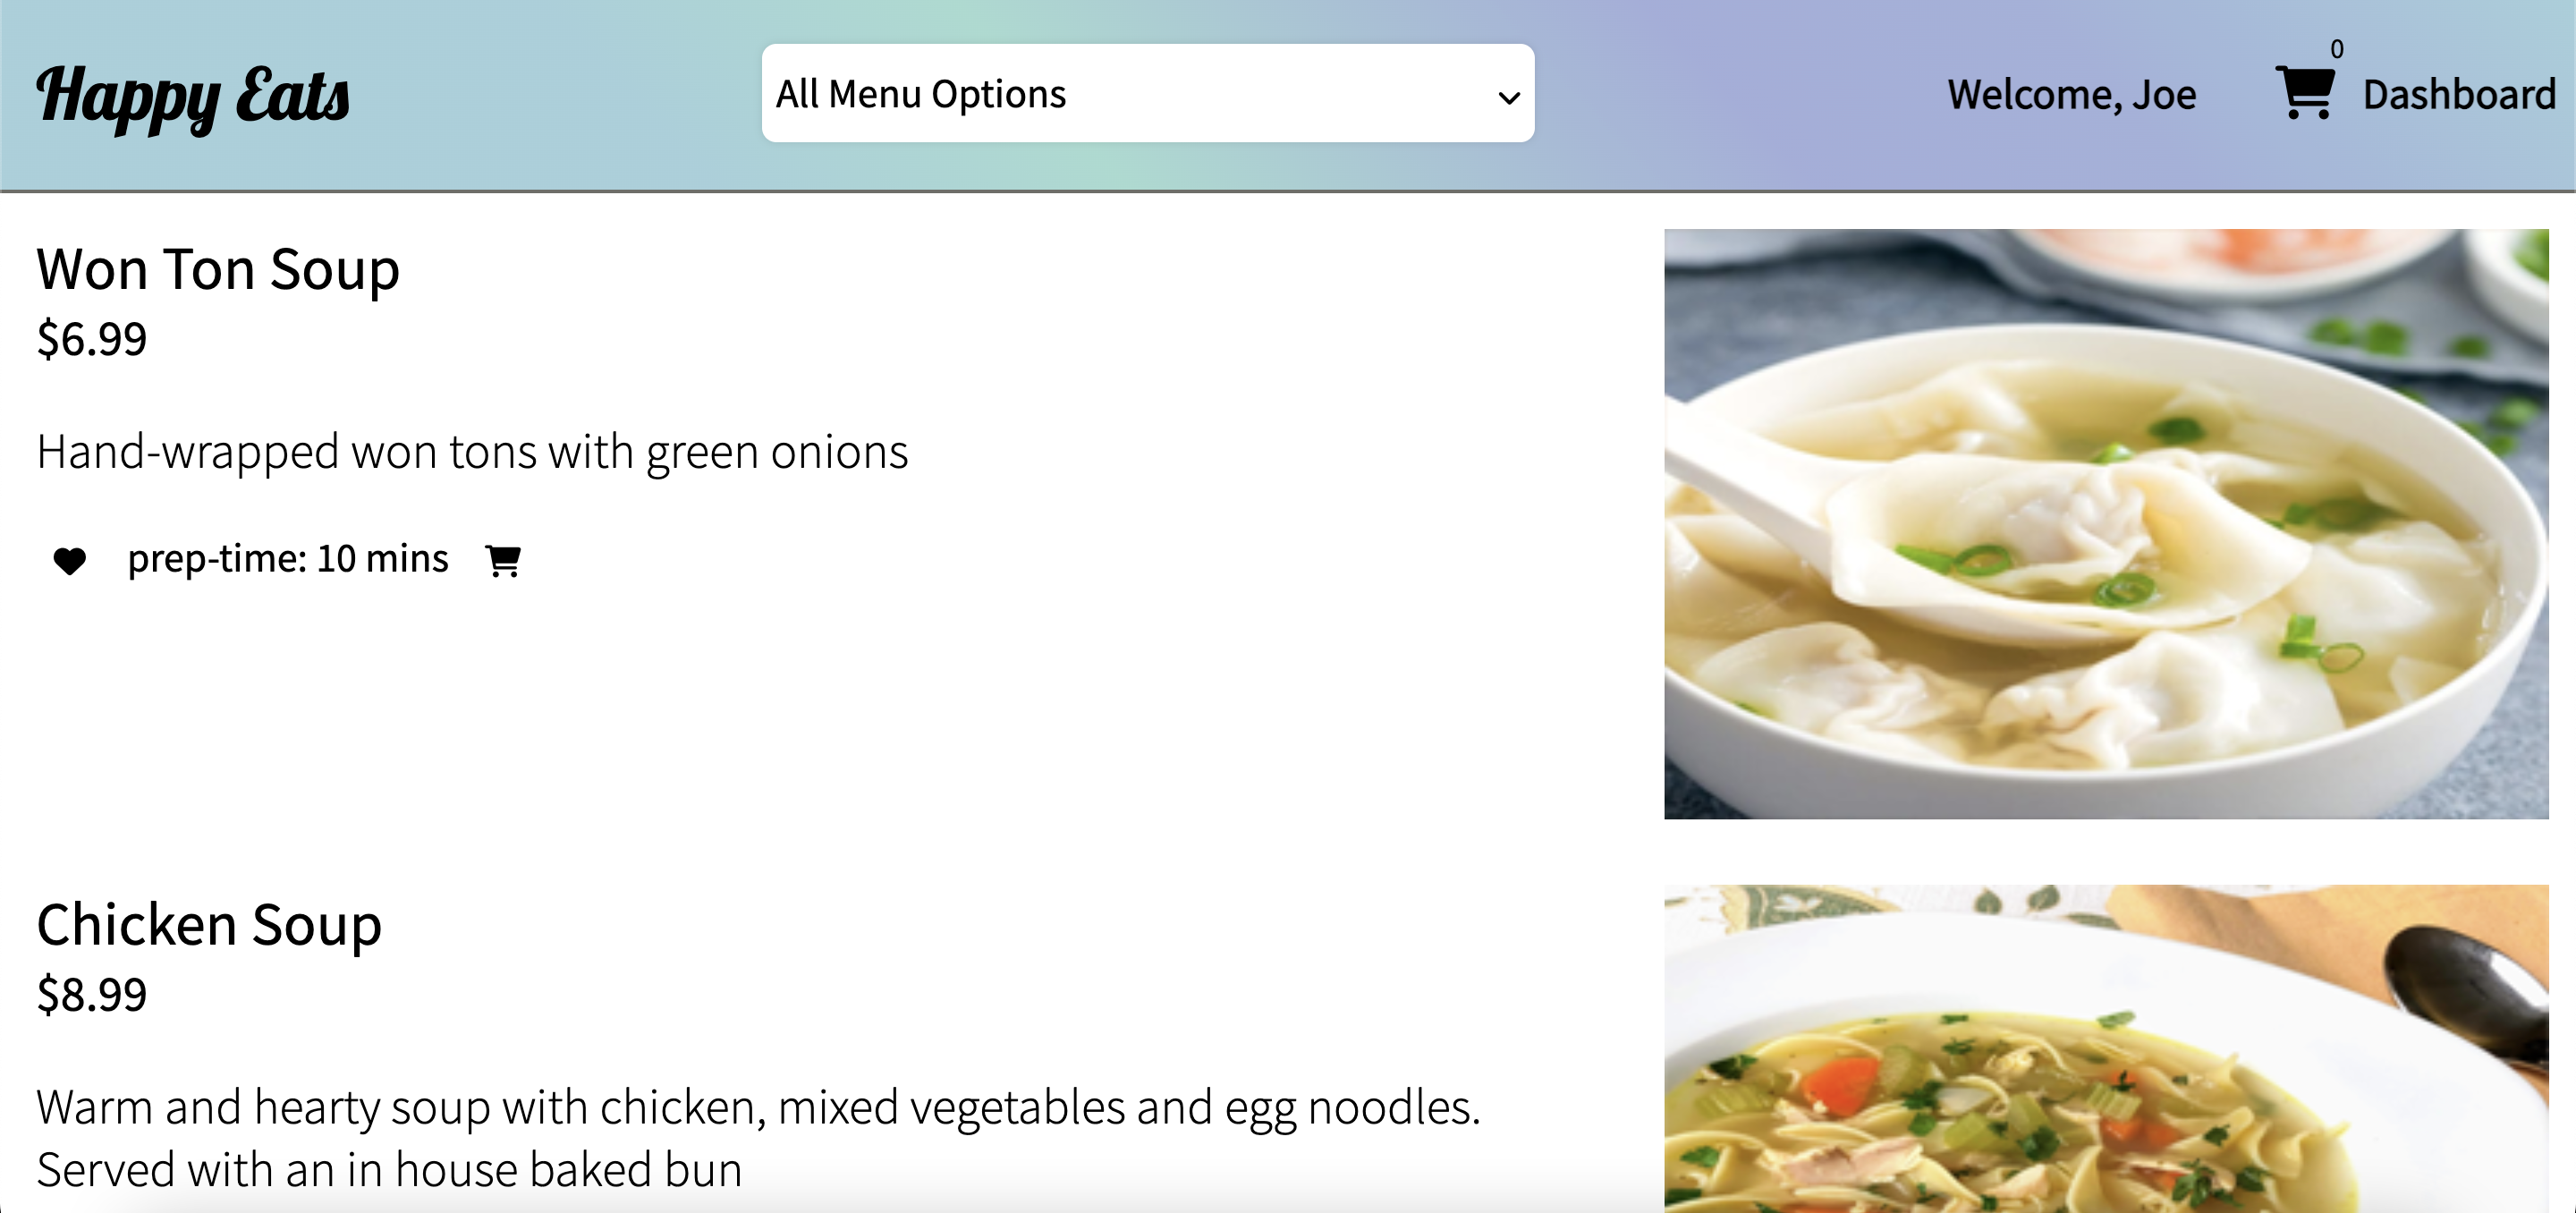 Happy Eats
All Menu Options
Welcome, Joe
0
Dashboard
Won Ton Soup
$6.99
Hand-wrapped won tons with green onions
prep-time: 10 mins
Chicken Soup
$8.99
Warm and hearty soup with chicken, mixed vegetables and egg noodles.
Served with an in house baked bun